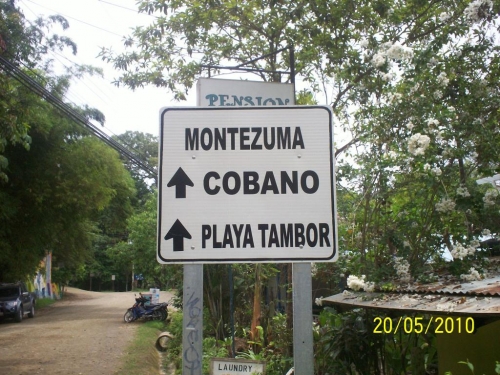 PENSION
MONTEZUMA
COBANO
PLAYA TAMBOR
LAUNDRY
20/05/2010